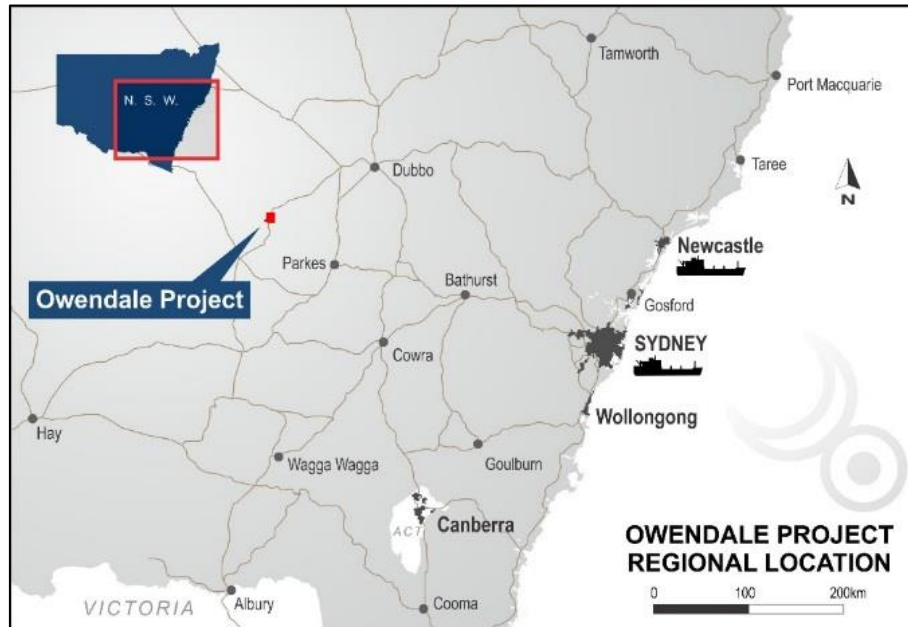 N. S. W.
Tamworth
Port Macquarie
Dubbo
Taree
N
Newcastle
Owendale Project
Parkes
Bathurst
Gosford
SYDNEY
Cowra
Wollongong
Hay
Wagga Wagga
Goulburn
ACT
Canberra
OWENDALE PROJECT
REGIONAL LOCATION
0 100 200km
VICTORIA
Albury
Cooma